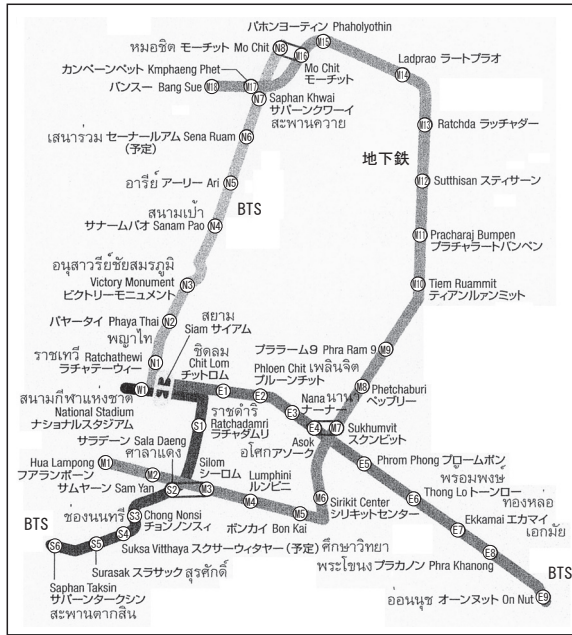 パホンヨーティン Phaholyothin
หมอชิต モーチット Mo Chit
N8
M15
M16
Mo Chit
モーチット
Ladprao ラートプラオ
M14
カンペーンペット Kmphaeng Phet
バンスー Bang Sue
M18
M17
N7
Saphan Khwai
サパーンクワーイ
สะพานควาย
M13
Ratchda ラッチャダー
เสนาร่วม セーナールアム Sena Ruam
(予定)
N6
地下鉄
อารีย์ アーリー Ari
N5
M12
Sutthisan スティサーン
สนามเป้า
サナームパオ Sanam Pao
N4
BTS
M11
Pracharaj Bumpen
プラチャラートバンペン
อนุสาวรีย์ชัยสมรภูมิ
Victory Monument
ビクトリーモニュメント
N3
M10
Tiem Ruammit
ティアンルァンミット
パヤータイ Phaya Thai
พญาไท
N2
สยาม
Siam サイアム
プララーム9 Phra Ram 9
M9
ราชเทวี Ratchathewi
ラチャテーウィー
N1
ชิดลม
Chit Lom
チットロム
Phloen Chit เพลินจิต
プルーンチット
M8
Phetchaburi
ペッブリー
สนามกีฬาแห่งชาติ
National Stadium
ナショナルスタジアム
W1
E1
E2
E3
Nana นานา
ナーナー
E4
M7
Sukhumvit
スクンビット
S1
ราชดำริ
Ratchadamri
ラチャダムリ
Asok
อโศก アソーク
サラデーン Sala Daeng
ศาลาแดง
Hua Lampong
フアランポーン
M1
M2
Silom
シーロム
Lumphini
ルンピニ
E5
Phrom Phong プロームポン
พร้อมพงษ์
サムヤーン Sam Yan
S2
M3
M4
M5
M6
Sirikit Center
シリキットセンター
E6
Thong Lo トーンロー
ทองหล่อ
ช่องนนทรี
S3
Chong Nonsi
チョンノンスィ
ボンカイ Bon Kai
E7
Ekkamai エカマイ
เอกมัย
BTS
S4
Suksa Vitthaya スクサーウィタヤー (予定) ศึกษาวิทยา
S6
S5
Surasak スラサック สุรศักดิ์
พระโขนง プラカノン Phra Khanong
E8
Saphan Taksin
サパーンタークシン
สะพานตากสิน
BTS
อ่อนนุช オーンヌット On Nut
E9